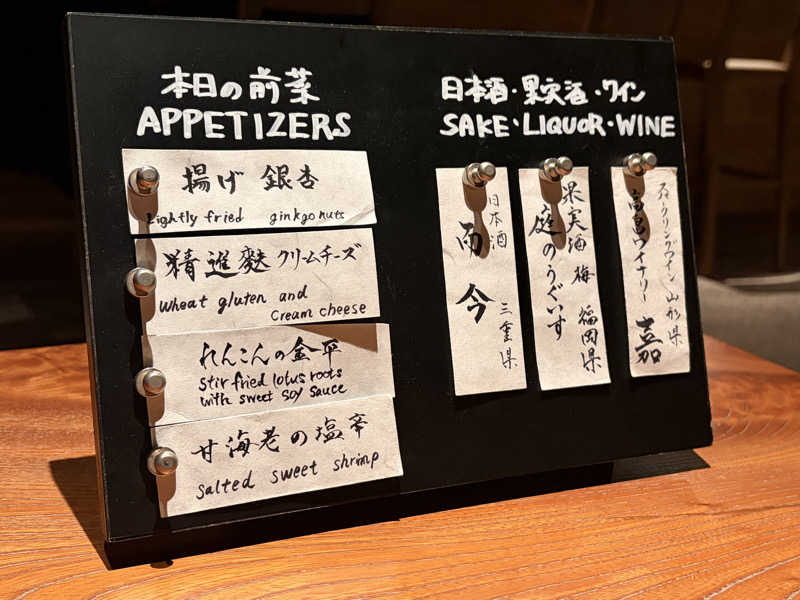 本日の前菜
APPETIZERS
揚げ 銀杏
Lightly fried ginkgo nuts
精進麩 クリームチーズ
Wheat gluten and
Cream cheese
れんこんの金平
Stir fried lotus roots
with sweet soy sauce
甘海老の塩辛
Salted sweet shrimp
日本酒・果実酒・ワイン
SAKE・LIQUOR・WINE
日本酒
而今
三重県
果実酒 梅 福岡県
庭のうぐいす
スパークリングワイン 山形県
高畠ワイナリー 嘉